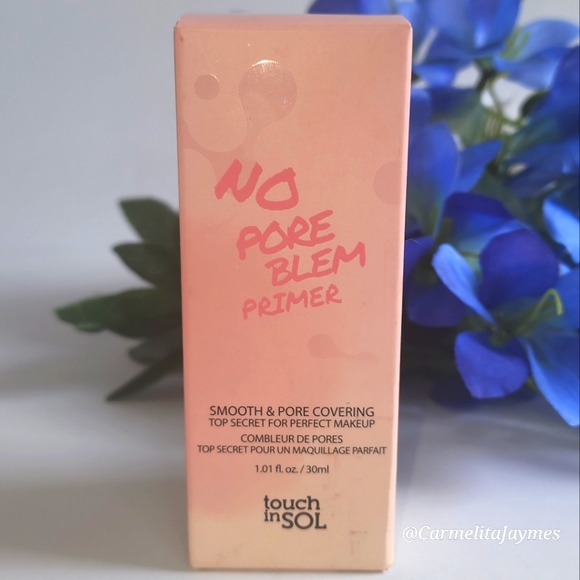 NO
PORE
BLEM
PRIMER
SMOOTH & PORE COVERING
TOP SECRET FOR PERFECT MAKEUP
COMBLEUR DE PORES
TOP SECRET POUR UN MAQUILLAGE PARFAIT
1.01 fl. oz. / 30ml
touch
in SOL
@CarmelitaJaymes